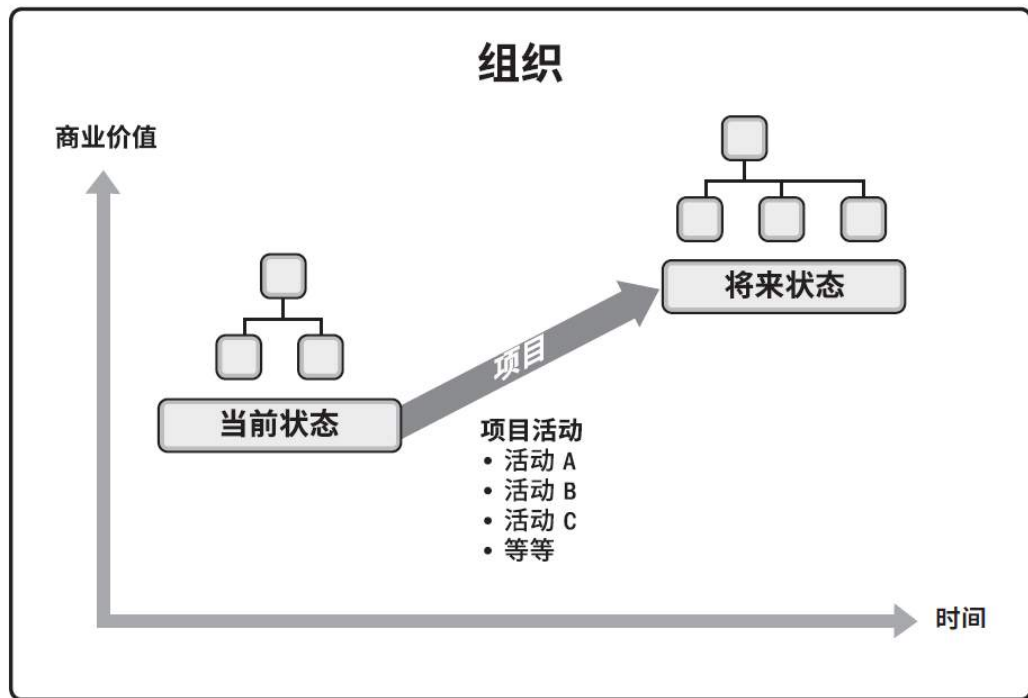 组织
商业价值
将来状态
项目
当前状态
项目活动
• 活动 A
• 活动 B
• 活动 C
• 等等
时间